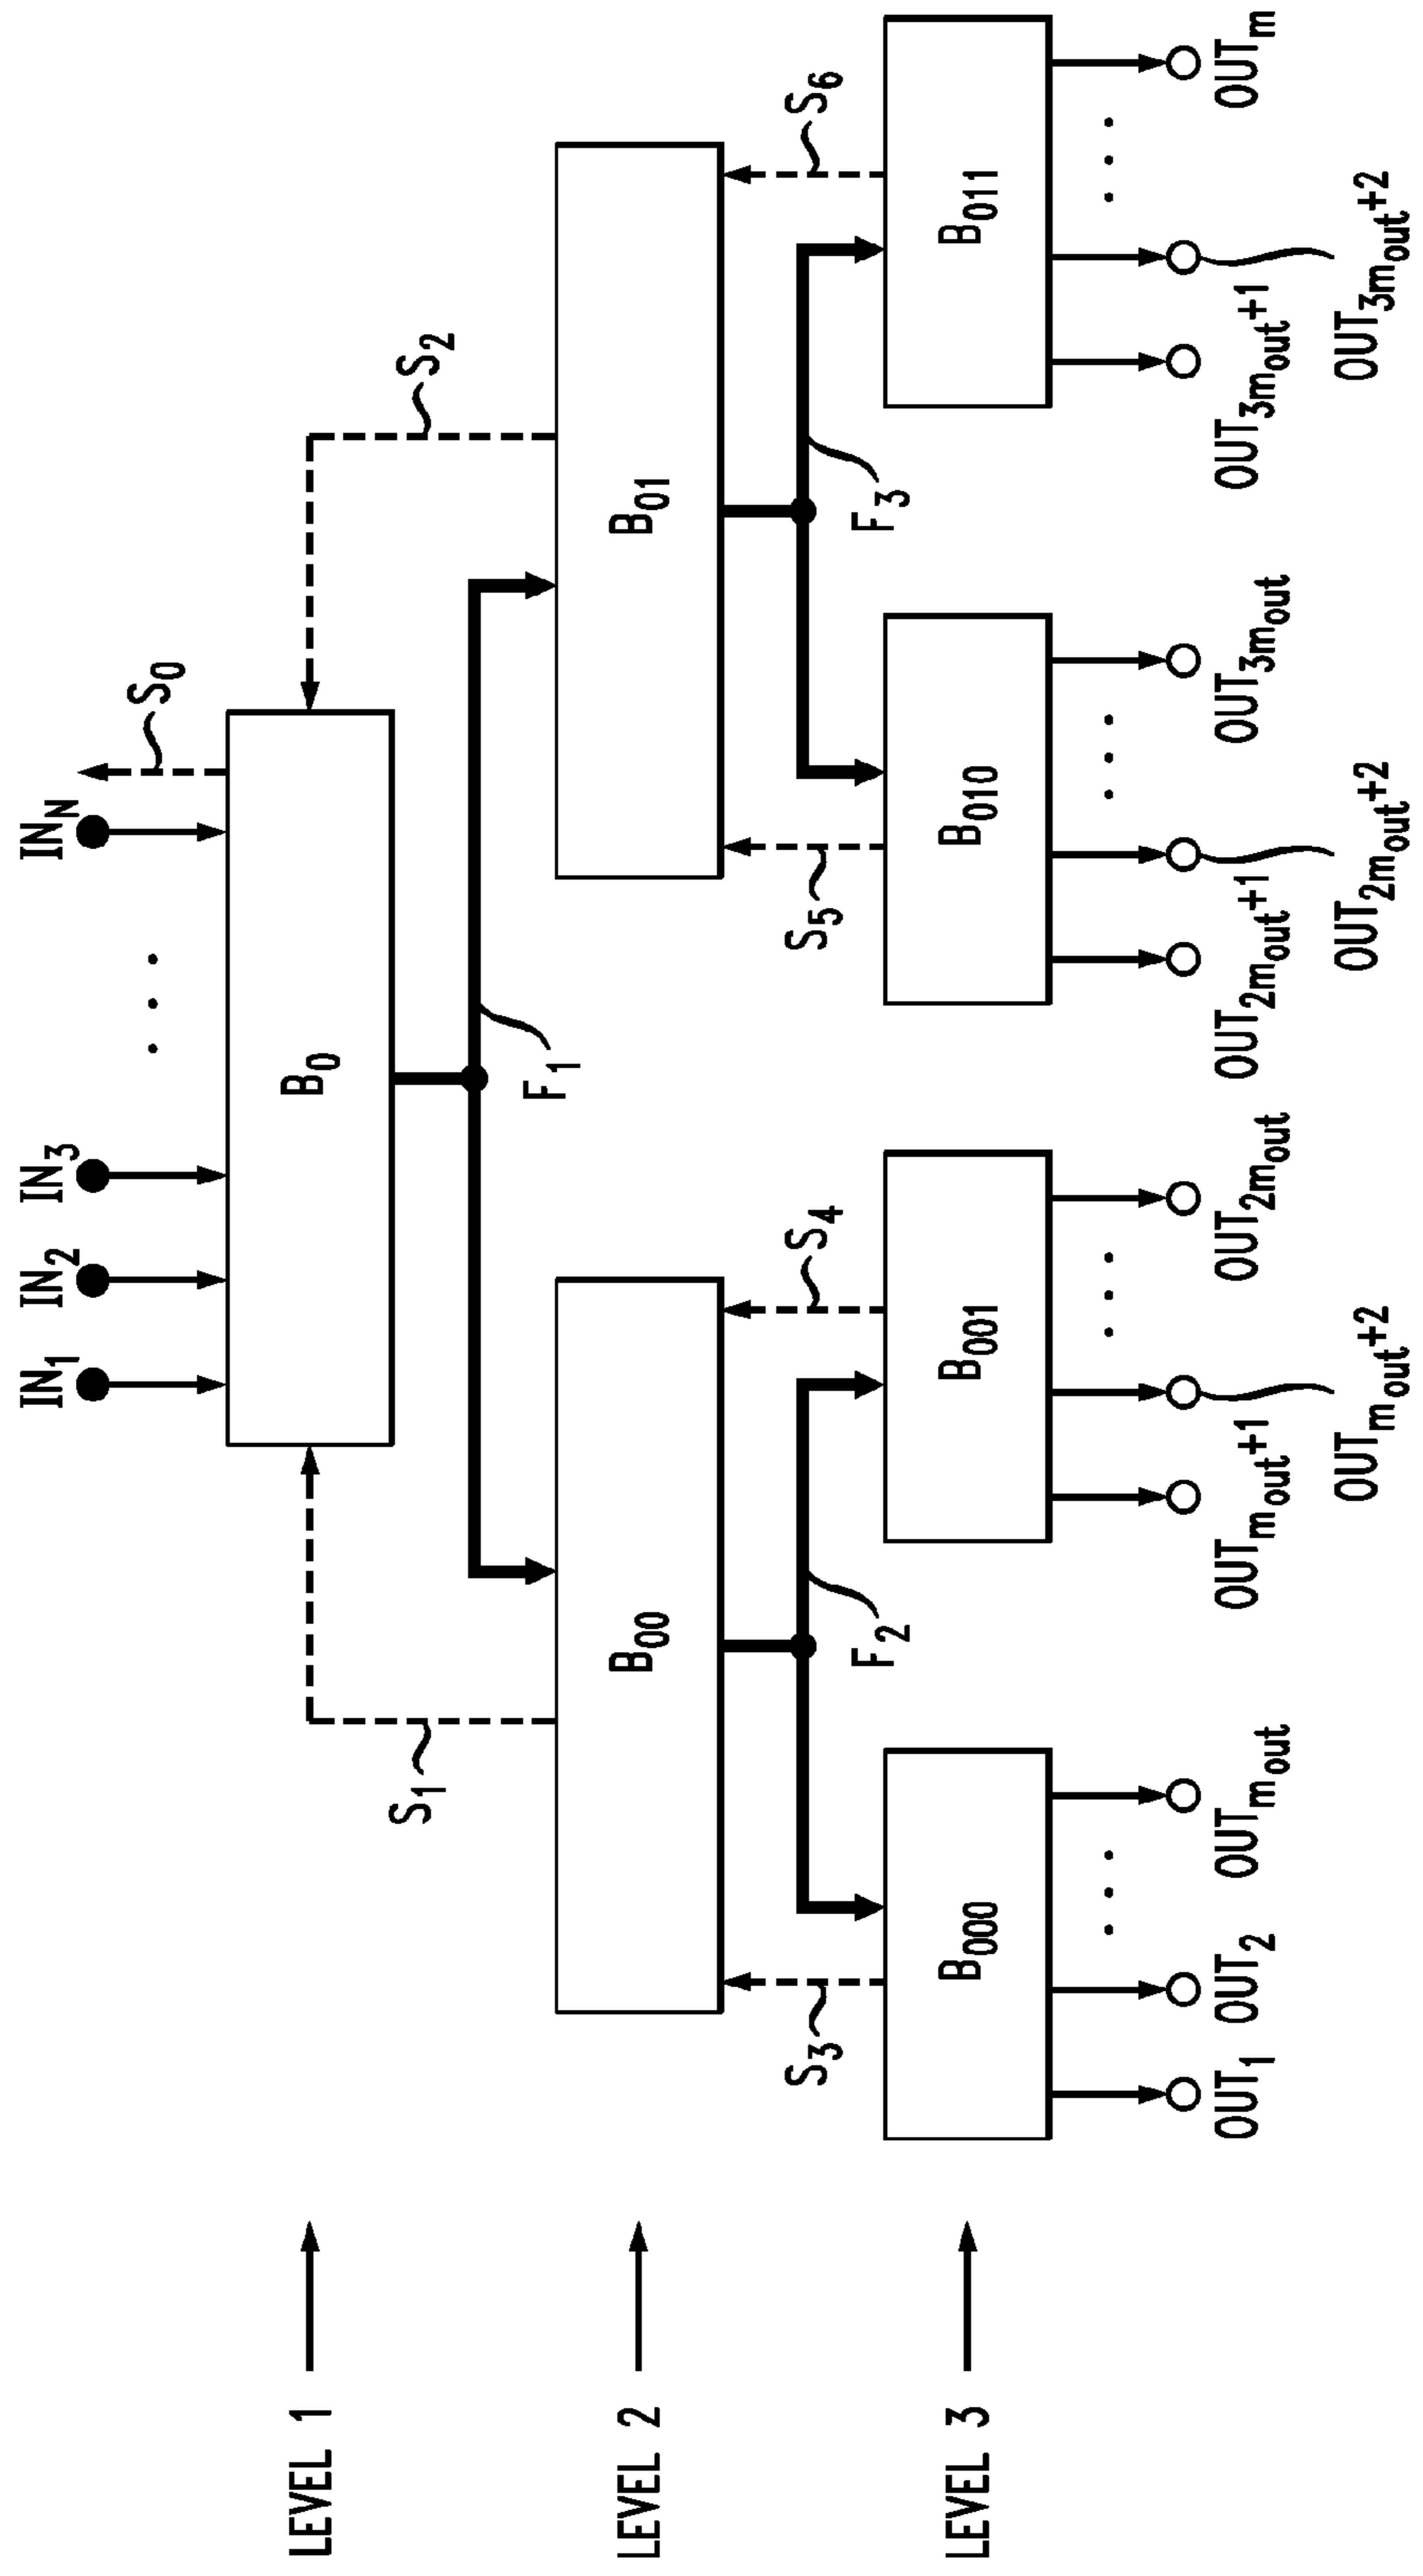 LEVEL 1
LEVEL 2
LEVEL 3
IN1 IN2 IN3 ... INN
S0
B0
S1
S2
F1
B00
B01
S3
S4
S5
S6
F2
F3
B000
B001
B010
B011
OUT1 OUT2 ... OUTmout
OUTmout+1 ... OUT2mout
OUTmout+2
OUT2mout+1 ... OUT3mout
OUT2mout+2
OUT3mout+1 ... OUTm
OUT3mout+2